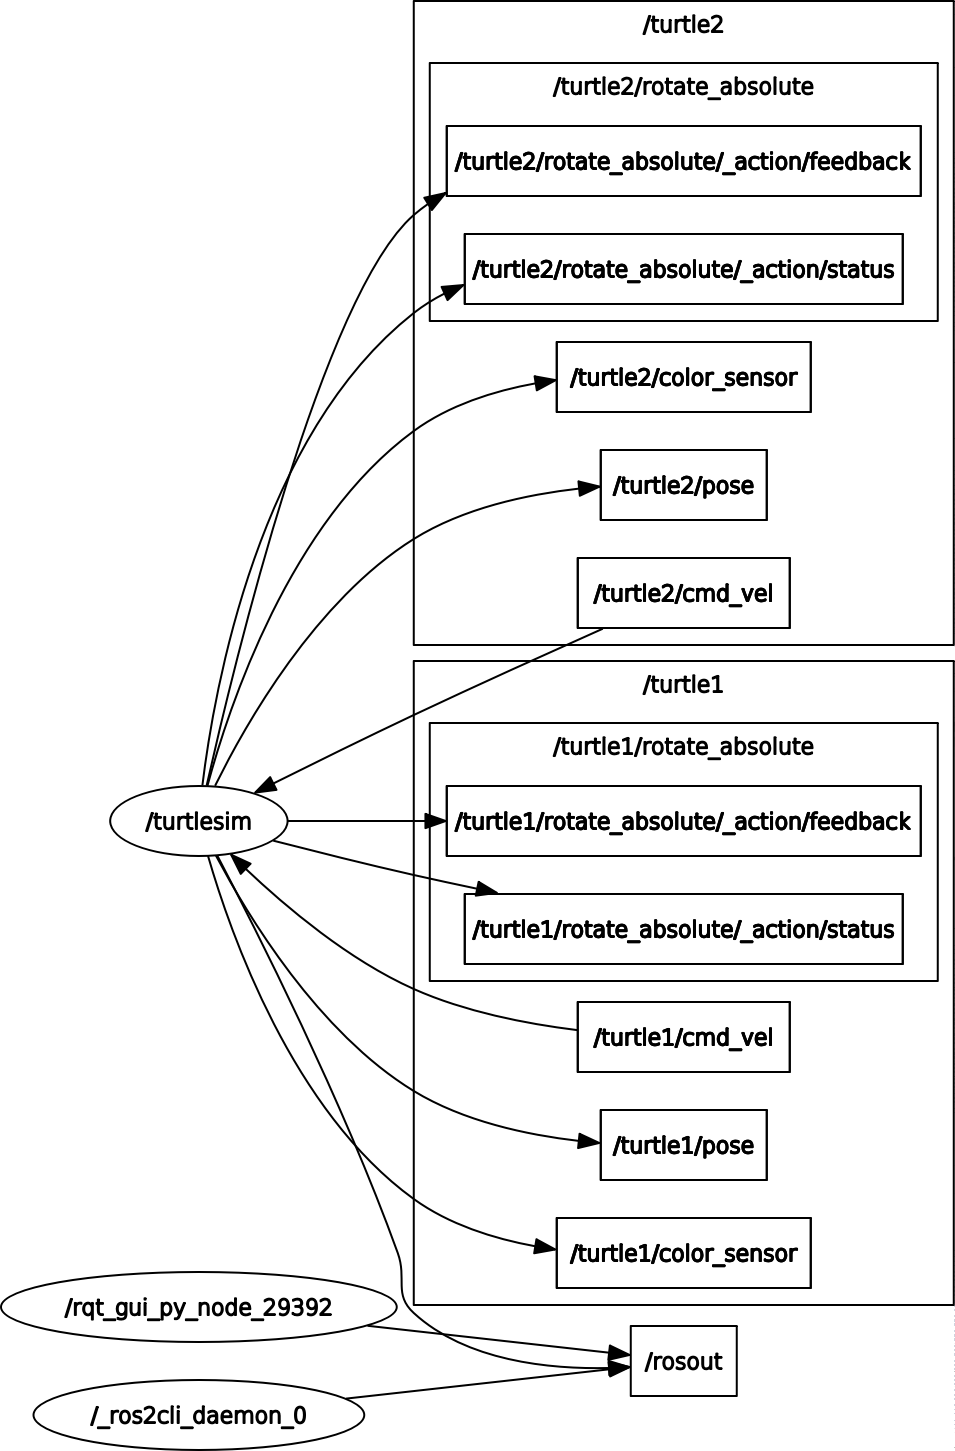 /turtle2
/turtle2/rotate_absolute
/turtle2/rotate_absolute/_action/feedback
/turtle2/rotate_absolute/_action/status
/turtle2/color_sensor
/turtle2/pose
/turtle2/cmd_vel
/turtle1
/turtle1/rotate_absolute
/turtlesim
/turtle1/rotate_absolute/_action/feedback
/turtle1/rotate_absolute/_action/status
/turtle1/cmd_vel
/turtle1/pose
/turtle1/color_sensor
/rqt_gui_py_node_29392
/rosout
/_ros2cli_daemon_0